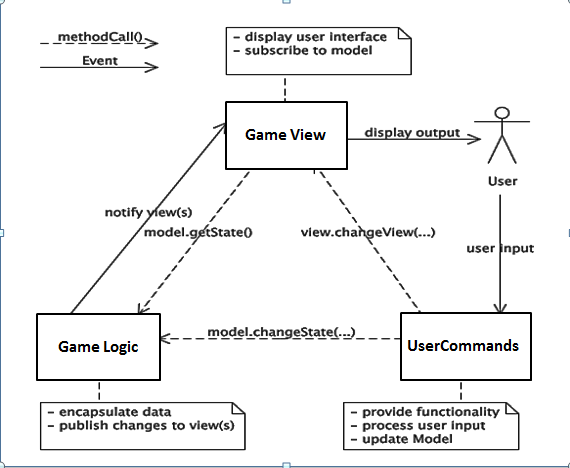 methodCall()
Event
- display user interface
- subscribe to model
Game View
display output
User
notify view(s)
model.getState()
view.changeView(...)
user input
model.changeState(...)
Game Logic
UserCommands
- encapsulate data
- publish changes to view(s)
- provide functionality
- process user input
- update Model